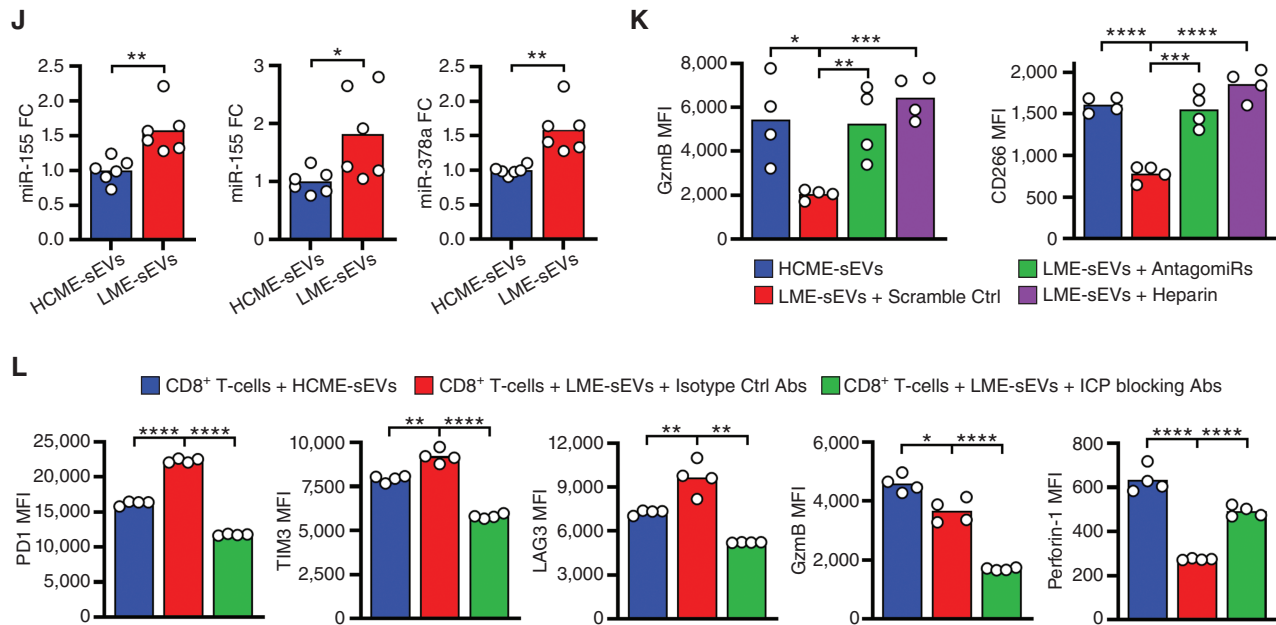 J
**
*
**
miR-155 FC
2.5
2.0
1.5
1.0
0.5
0.0
HCME-sEVs
LME-sEVs
miR-155 FC
3
2
1
0
HCME-sEVs
LME-sEVs
miR-378a FC
2.5
2.0
1.5
1.0
0.5
0.0
HCME-sEVs
LME-sEVs
K
* ***
**
GzmB MFI
8,000
6,000
4,000
2,000
0
**** ****
***
CD266 MFI
2,000
1,500
1,000
500
0
HCME-sEVs
LME-sEVs + Scramble Ctrl
LME-sEVs + AntagomiRs
LME-sEVs + Heparin
L
CD8⁺ T-cells + HCME-sEVs
CD8⁺ T-cells + LME-sEVs + Isotype Ctrl Abs
CD8⁺ T-cells + LME-sEVs + ICP blocking Abs
**** ****
PD1 MFI
25,000
20,000
15,000
10,000
5,000
0
** ****
TIM3 MFI
10,000
7,500
5,000
2,500
0
** **
LAG3 MFI
12,000
9,000
6,000
3,000
0
* ****
GzmB MFI
6,000
4,000
2,000
0
**** ****
Perforin-1 MFI
800
600
400
200
0